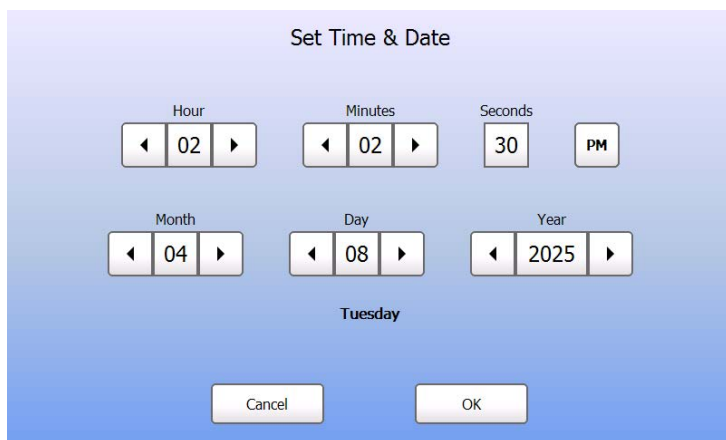 Set Time & Date
Hour Minutes Seconds
02 02 30 PM
Month Day Year
04 08 2025
Tuesday
Cancel OK